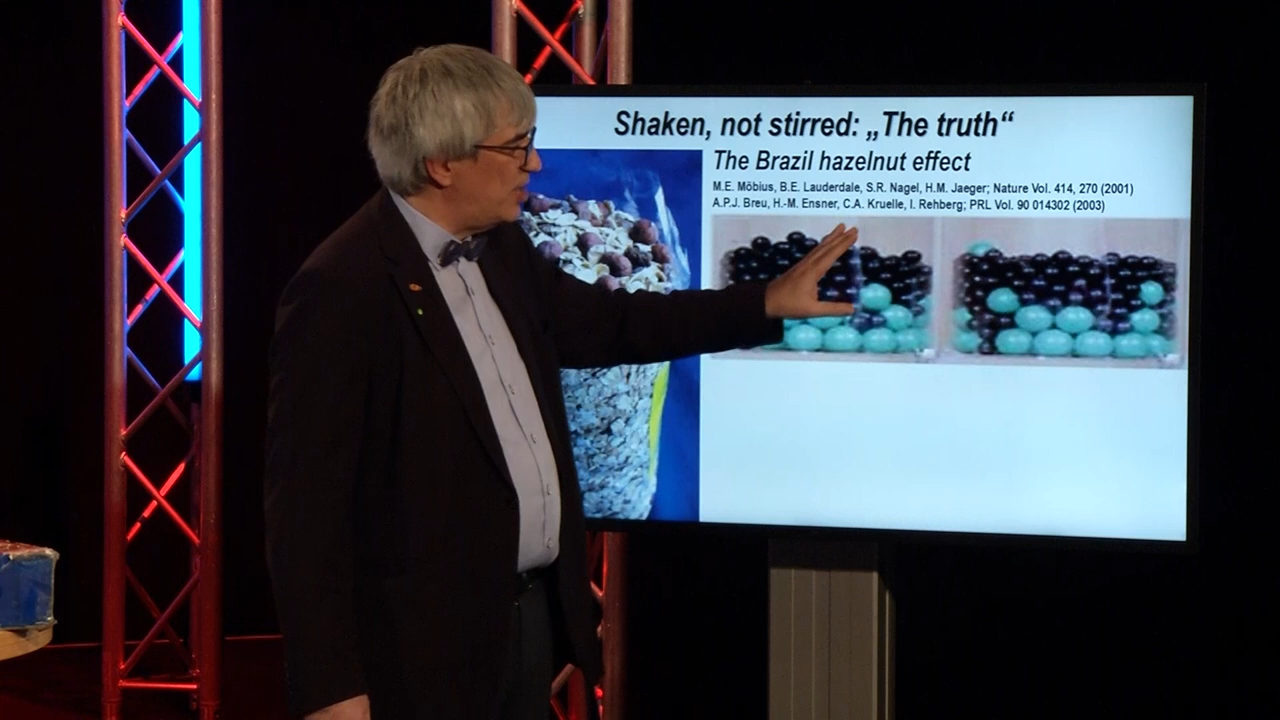 Shaken, not stirred: „The truth“
The Brazil hazelnut effect
M.E. Möbius, B.E. Lauderdale, S.R. Nagel, H.M. Jaeger; Nature Vol. 414, 270 (2001)
A.P.J. Breu, H.-M. Ensner, C.A. Kruelle, I. Rehberg; PRL Vol. 90 014302 (2003)